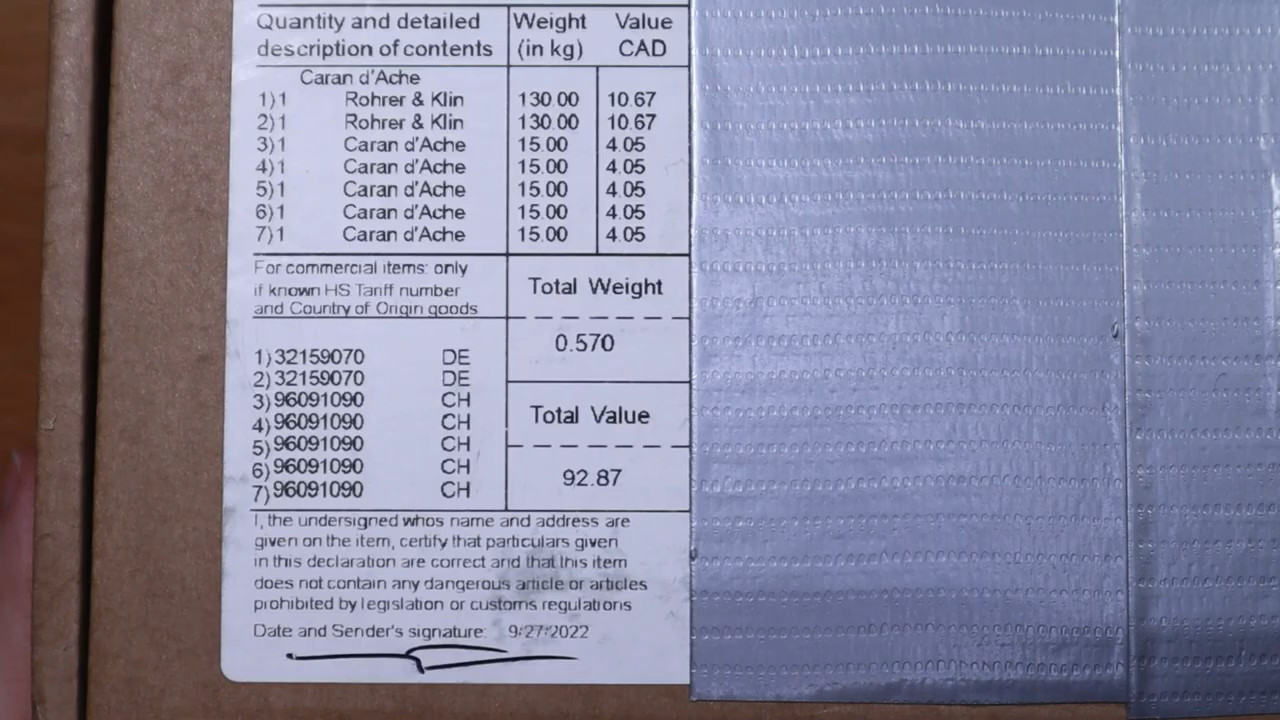 Quantity and detailed Weight Value
description of contents (in kg) CAD
Caran d'Ache
1)1 Rohrer & Klin 130.00 10.67
2)1 Rohrer & Klin 130.00 10.67
3)1 Caran d'Ache 15.00 4.05
4)1 Caran d'Ache 15.00 4.05
5)1 Caran d'Ache 15.00 4.05
6)1 Caran d'Ache 15.00 4.05
7)1 Caran d'Ache 15.00 4.05
For commercial items: only
if known HS Tariff number
and Country of Origin goods
Total Weight
0.570
1) 32159070 DE
2) 32159070 DE
3) 96091090 CH
4) 96091090 CH
5) 96091090 CH
6) 96091090 CH
7) 96091090 CH
Total Value
92.87
I, the undersigned whos name and address are
given on the item, certify that particulars given
in this declaration are correct and that this item
does not contain any dangerous article or articles
prohibited by legislation or customs regulations
Date and Sender's signature: 9/27/2022